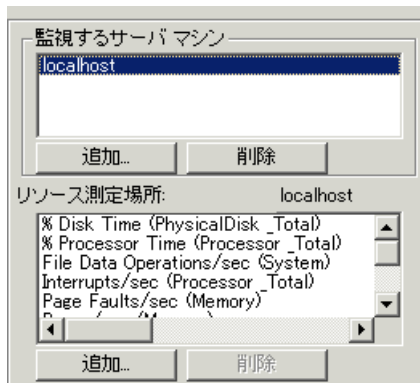 監視するサーバ マシン
localhost
追加...
削除
リソース測定場所: localhost
% Disk Time (PhysicalDisk _Total)
% Processor Time (Processor _Total)
File Data Operations/sec (System)
Interrupts/sec (Processor _Total)
Page Faults/sec (Memory)
追加...
削除